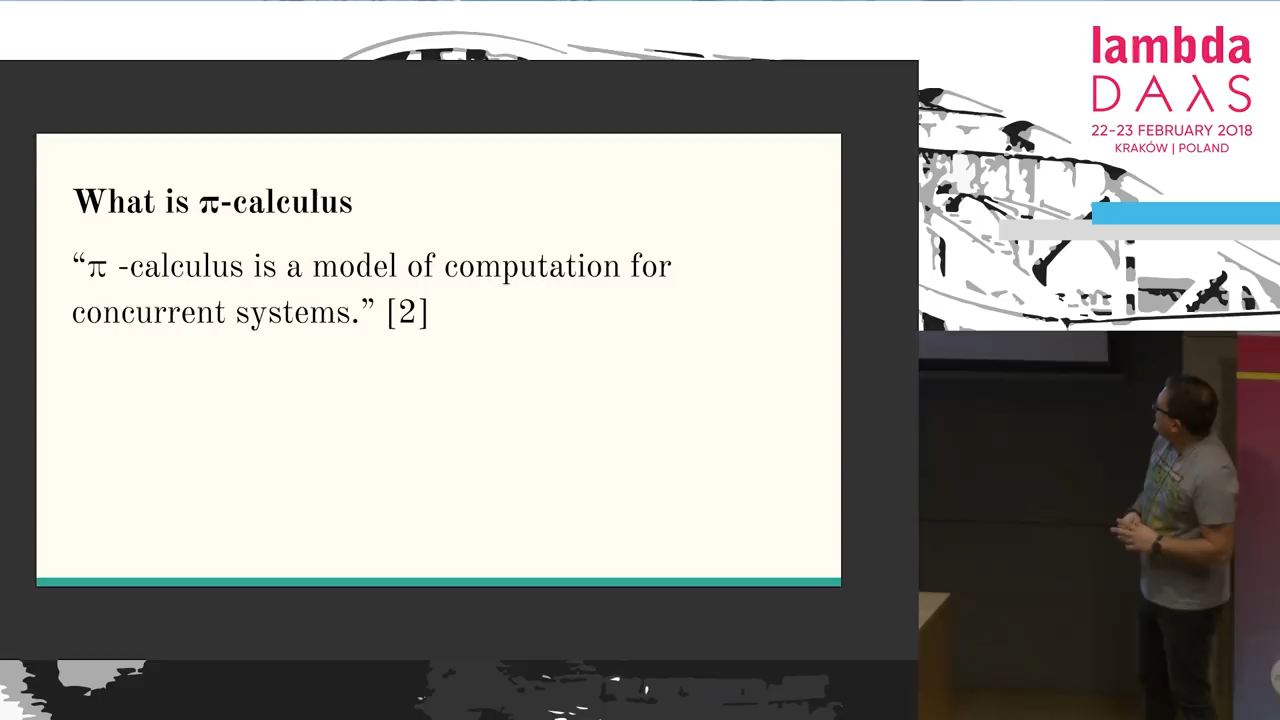 What is π-calculus
“π -calculus is a model of computation for
concurrent systems.” [2]
lambda
DAλS
22-23 FEBRUARY 2018
KRAKÓW | POLAND